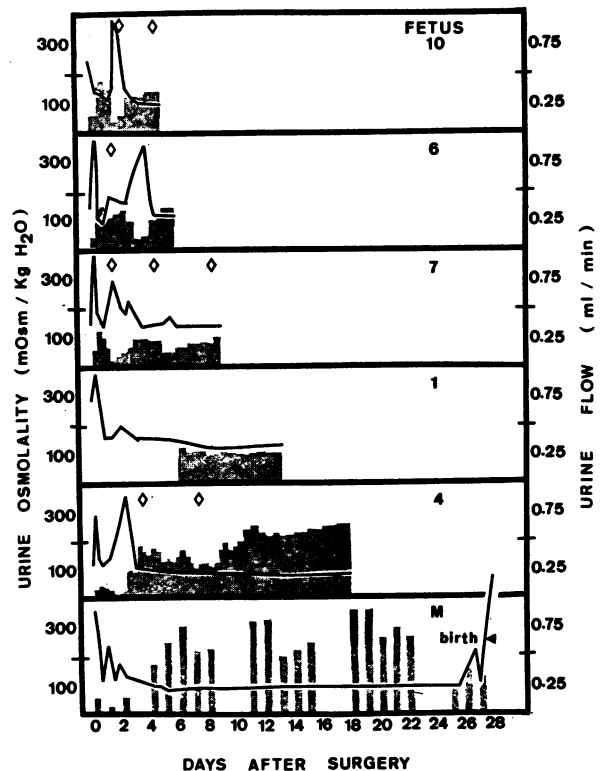 FETUS
300 10 0.75
100 0.25
300 6 0.75
100 0.25
300 7 0.75
100 0.25
300 1 0.75
100 0.25
300 4 0.75
100 0.25
300 M 0.75
birth
100 0.25
0 2 4 6 8 10 12 14 16 18 20 22 24 26 28
DAYS AFTER SURGERY
URINE OSMOLALITY (mOsm / Kg H2O)
URINE FLOW (ml / min)